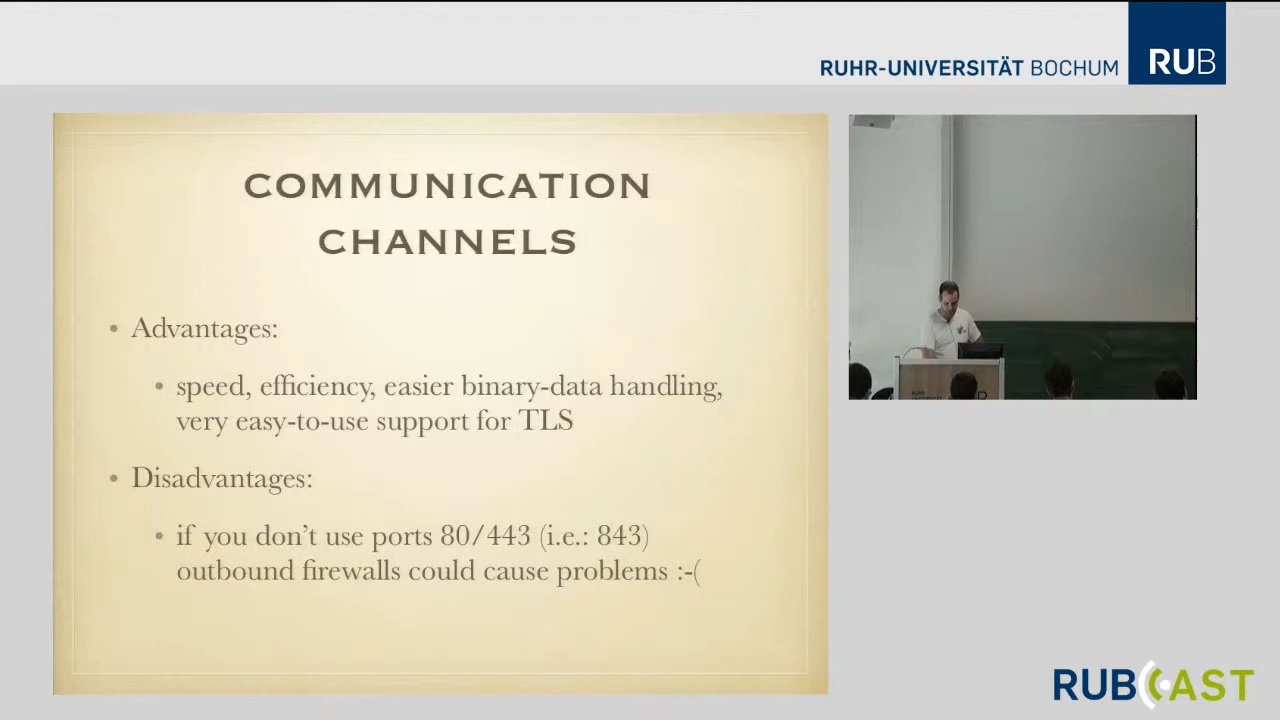 RUHR-UNIVERSITÄT BOCHUM
RUB
COMMUNICATION
CHANNELS
• Advantages:
• speed, efficiency, easier binary-data handling,
very easy-to-use support for TLS
• Disadvantages:
• if you don't use ports 80/443 (i.e.: 843)
outbound firewalls could cause problems :-(
RUBCAST